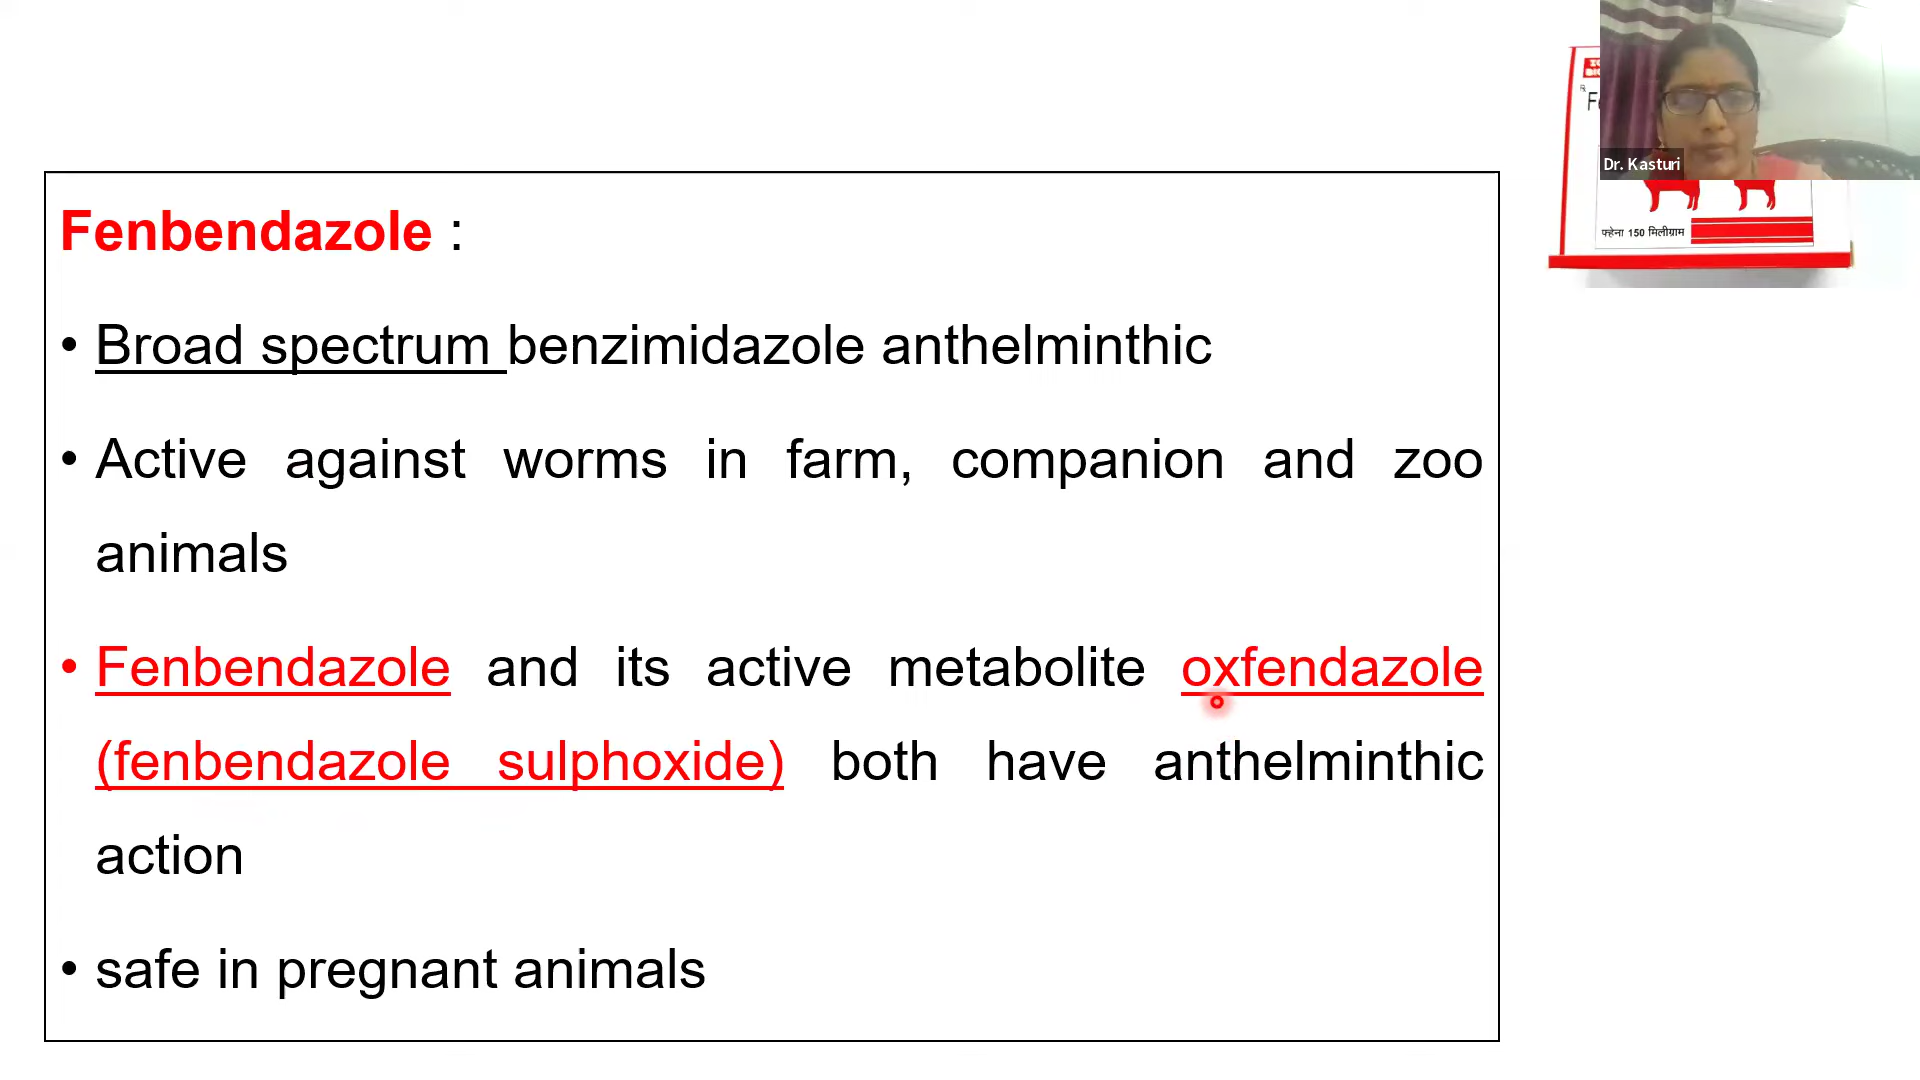 Dr. Kasturi
फ्हेना 150 मिलीग्राम
Fenbendazole :
• Broad spectrum benzimidazole anthelminthic
• Active against worms in farm, companion and zoo
animals
• Fenbendazole and its active metabolite oxfendazole
(fenbendazole sulphoxide) both have anthelminthic
action
• safe in pregnant animals